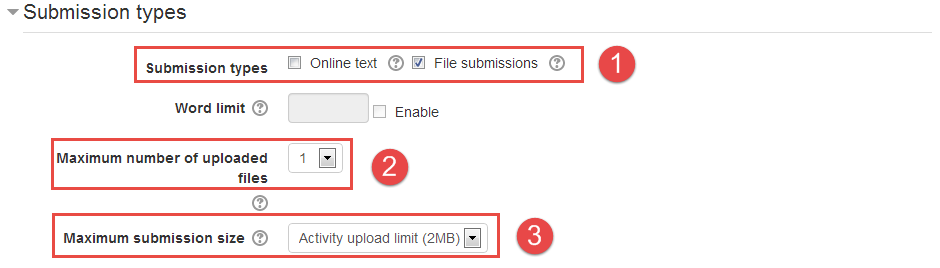 Submission types
Submission types Online text File submissions 1
Word limit Enable
Maximum number of uploaded 1
files 2
Maximum submission size Activity upload limit (2MB) 3